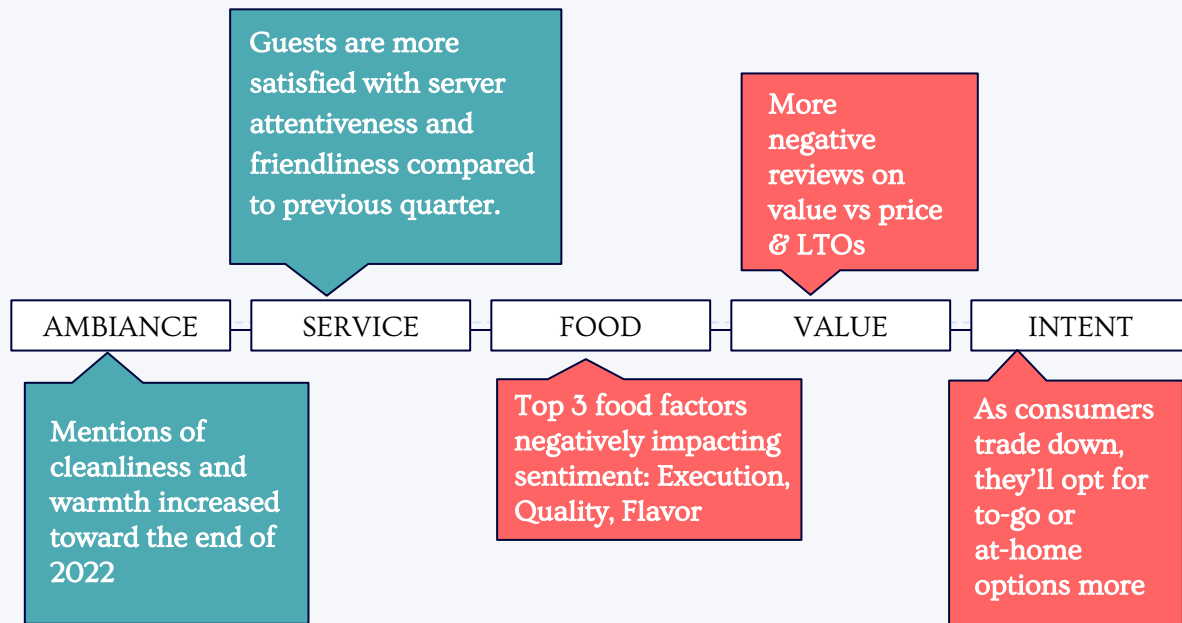 Guests are more
satisfied with server
attentiveness and
friendliness compared
to previous quarter.
More
negative
reviews on
value vs price
& LTOs
AMBIANCE
SERVICE
FOOD
VALUE
INTENT
Mentions of
cleanliness and
warmth increased
toward the end of
2022
Top 3 food factors
negatively impacting
sentiment: Execution,
Quality, Flavor
As consumers
trade down,
they'll opt for
to-go or
at-home
options more